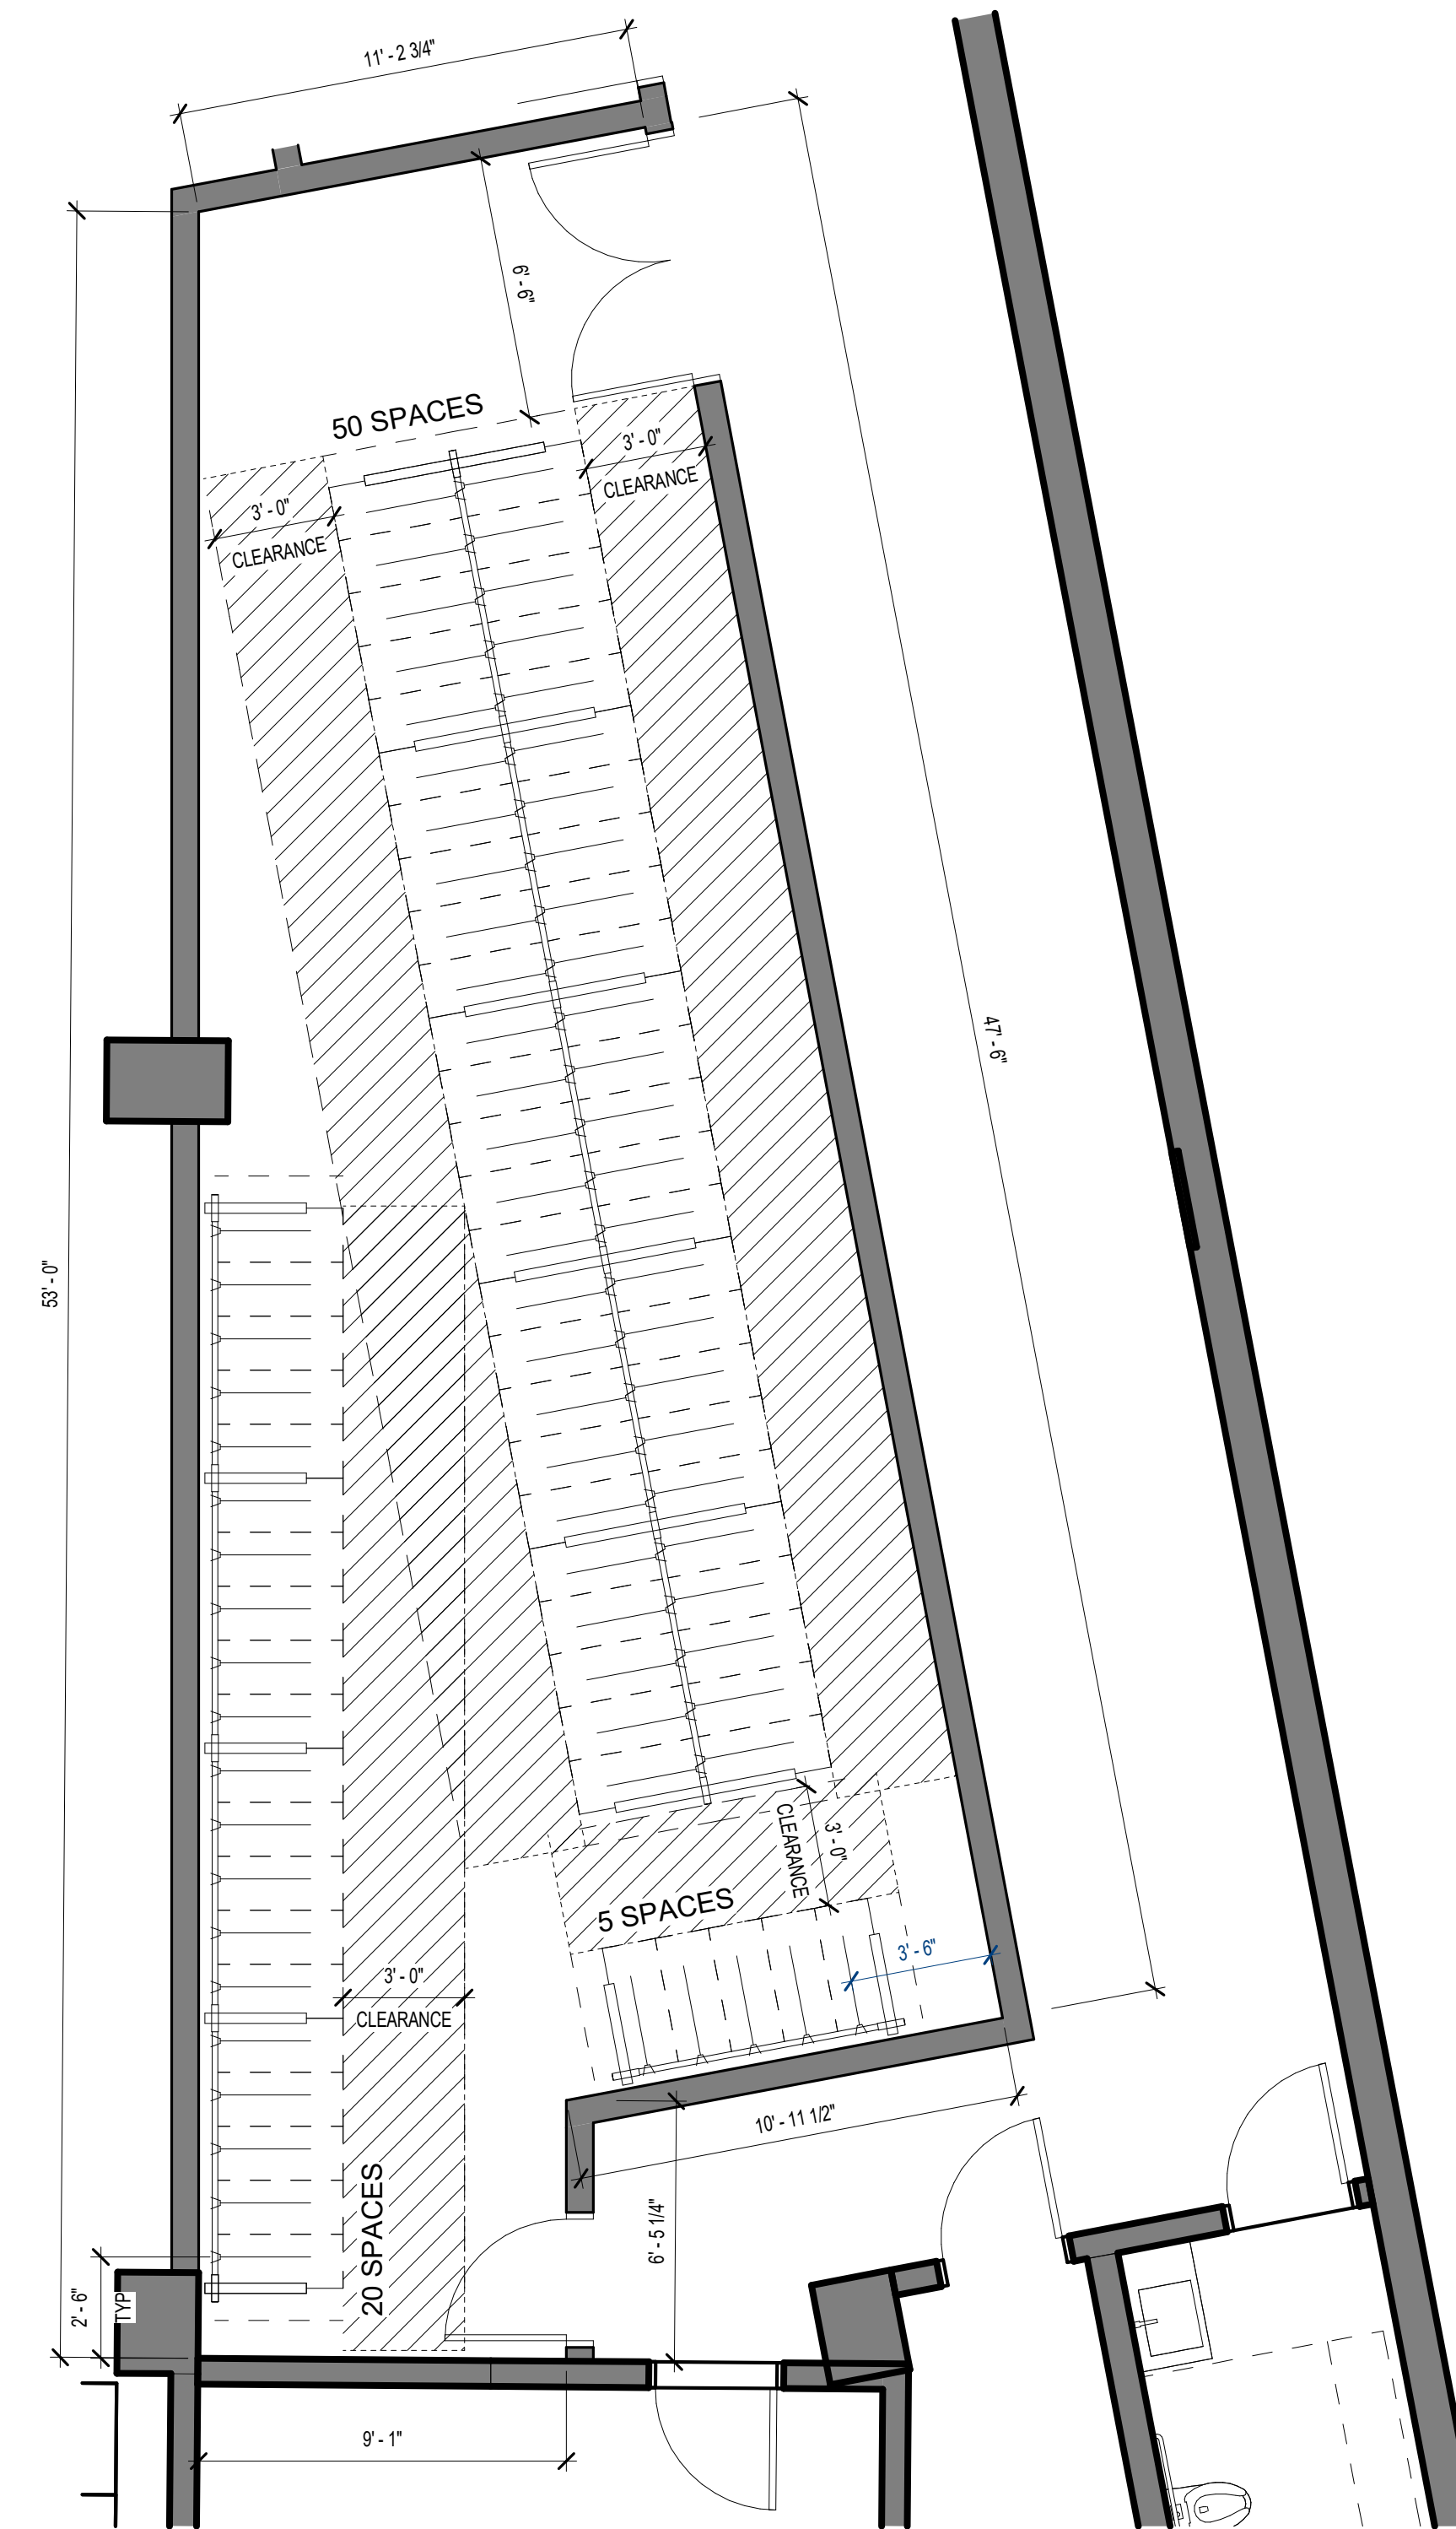 11' - 2 3/4"
6' - 6"
50 SPACES
3' - 0"
CLEARANCE
3' - 0"
CLEARANCE
47' - 6"
53' - 0"
CLEARANCE
3' - 0"
5 SPACES
3' - 6"
3' - 0"
CLEARANCE
10' - 11 1/2"
20 SPACES
6' - 5 1/4"
2' - 6"
TYP
9' - 1"